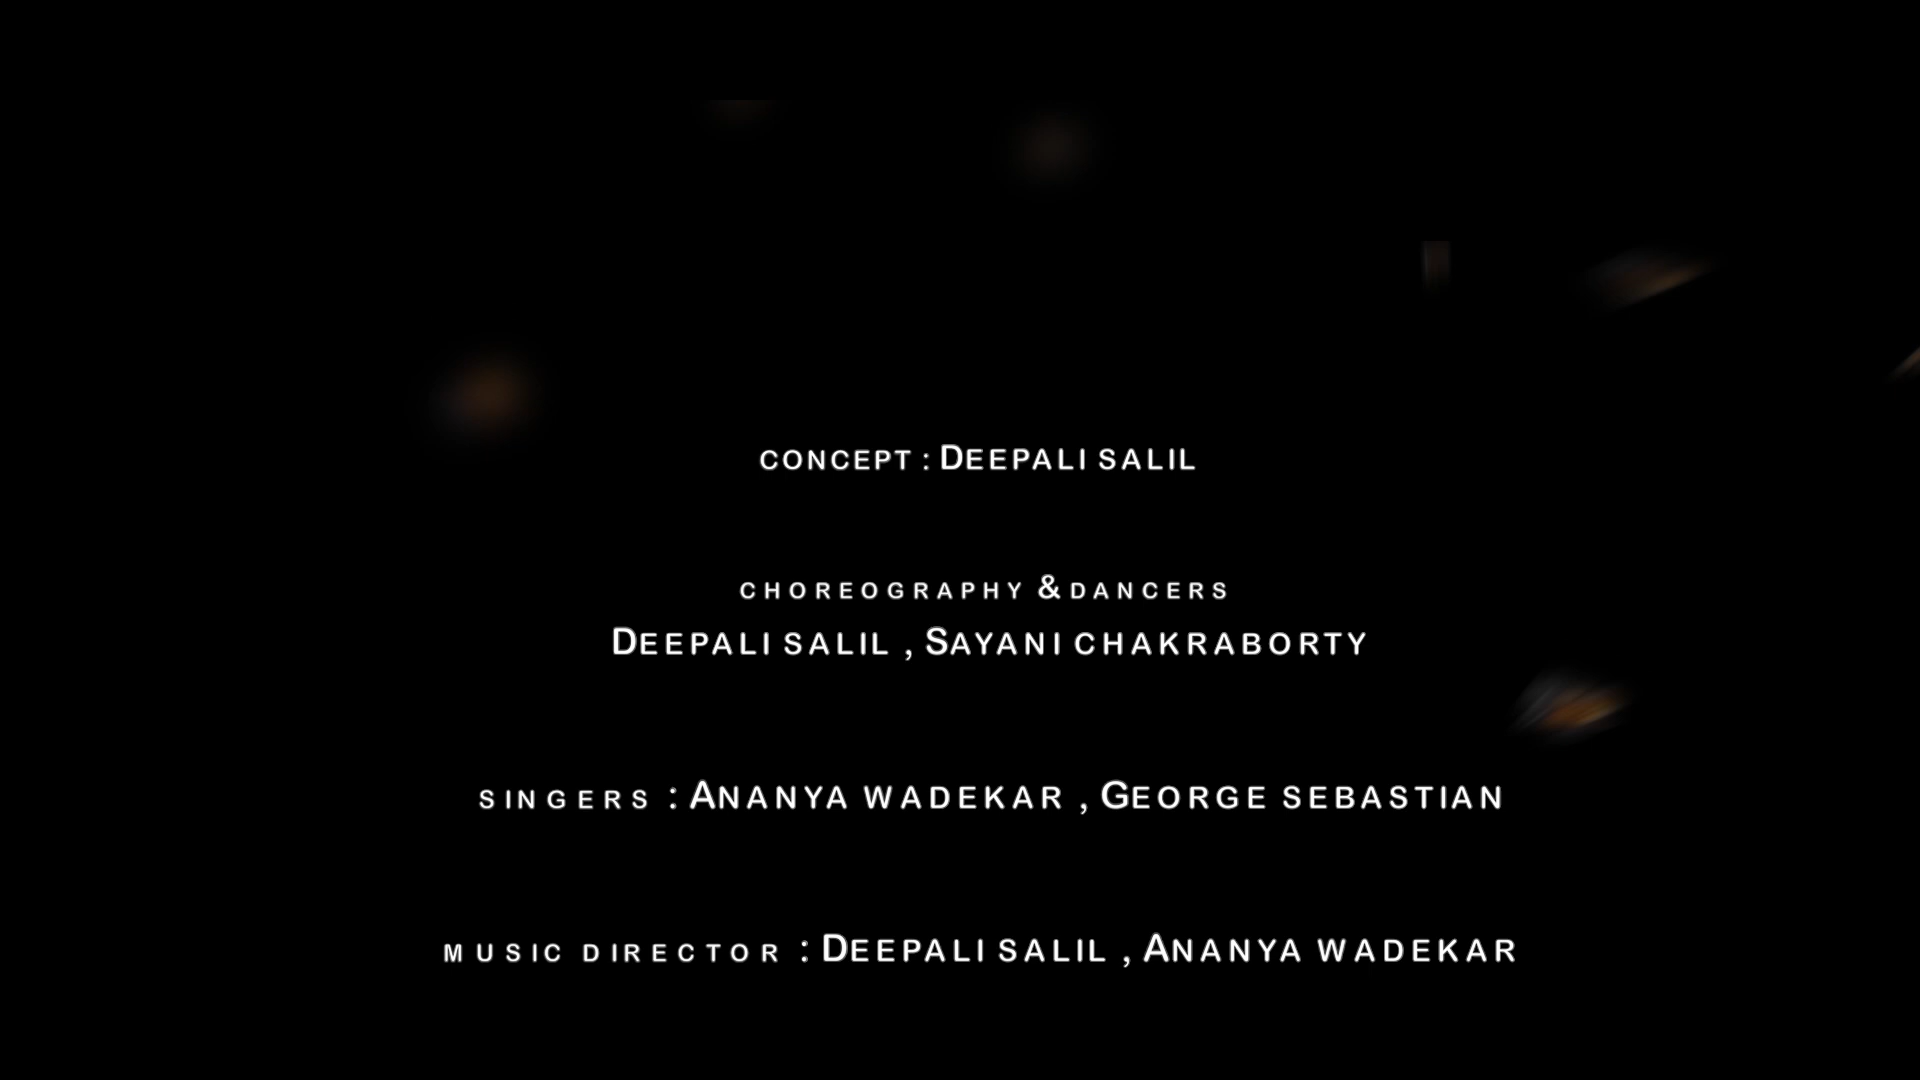 CONCEPT : DEEPALI SALIL
CHOREOGRAPHY & DANCERS
DEEPALI SALIL , SAYANI CHAKRABORTY
SINGERS : ANANYA WADEKAR , GEORGE SEBASTIAN
MUSIC DIRECTOR : DEEPALI SALIL , ANANYA WADEKAR